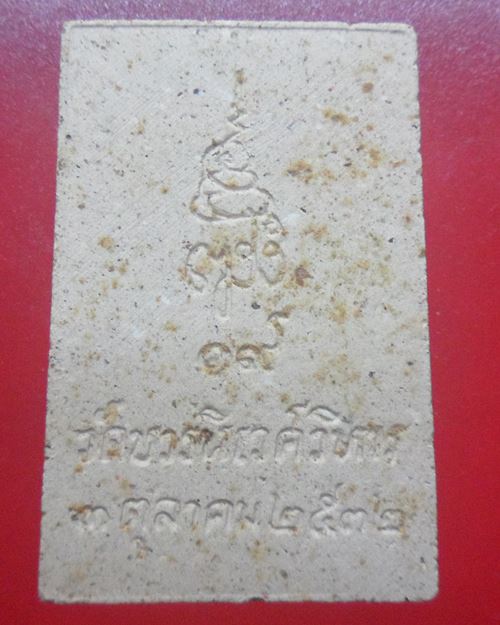 ๑๙
วัดบวรนิเวศวิหาร
๓ ตุลาคม ๒๕๓๒